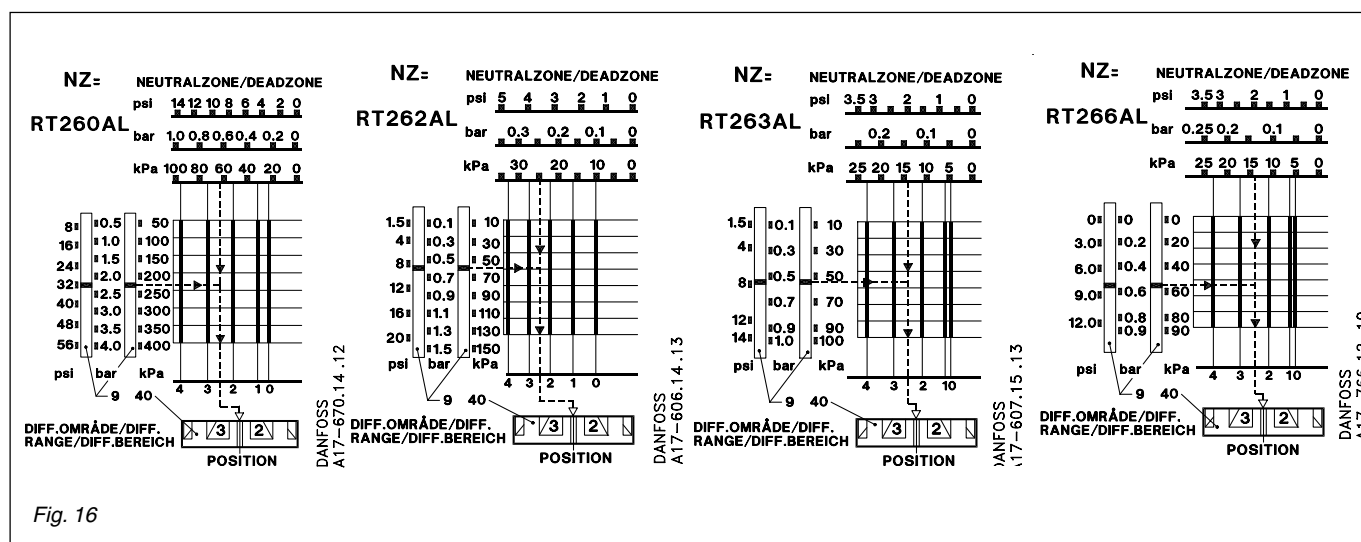 NZ=
NEUTRALZONE/DEADZONE
RT260AL
psi 14 12 10 8 6 4 2 0
bar 1.0 0.8 0.6 0.4 0.2 0
kPa 100 80 60 40 20 0
8 0.5 50
16 1.0 100
1.5 150
24 2.0 200
32 2.5 250
40 3.0 300
48 3.5 350
56 4.0 400
psi bar kPa
4 3 2 1 0
9 40
DIFF.OMRÅDE/DIFF.
RANGE/DIFF.BEREICH
3 2
POSITION
DANFOSS
A17-670.14.12
NZ=
NEUTRALZONE/DEADZONE
RT262AL
psi 5 4 3 2 1 0
bar 0.3 0.2 0.1 0
kPa 30 20 10 0
1.5 0.1 10
4 0.3 30
8 0.5 50
0.7 70
12 0.9 90
16 1.1 110
1.3 130
20 1.5 150
psi bar kPa
4 3 2 1 0
9 40
DIFF.OMRÅDE/DIFF.
RANGE/DIFF.BEREICH
3 2
POSITION
DANFOSS
A17-606.14.13
NZ=
NEUTRALZONE/DEADZONE
RT263AL
psi 3.5 3 2 1 0
bar 0.2 0.1 0
kPa 25 20 15 10 5 0
1.5 0.1 10
4 0.3 30
8 0.5 50
0.7 70
12 0.9 90
14 1.0 100
psi bar kPa
4 3 2 1 0
9 40
DIFF.OMRÅDE/DIFF.
RANGE/DIFF.BEREICH
3 2
POSITION
DANFOSS
A17-607.15.13
NZ=
NEUTRALZONE/DEADZONE
RT266AL
psi 3.5 3 2 1 0
bar 0.25 0.2 0.1 0
kPa 25 20 15 10 5 0
0 0 0
3.0 0.2 20
6.0 0.4 40
9.0 0.6 60
12.0 0.8 80
0.9 90
psi bar kPa
4 3 2 1 0
9 40
DIFF.OMRÅDE/DIFF.
RANGE/DIFF.BEREICH
3 2
POSITION
DANFOSS
Fig. 16